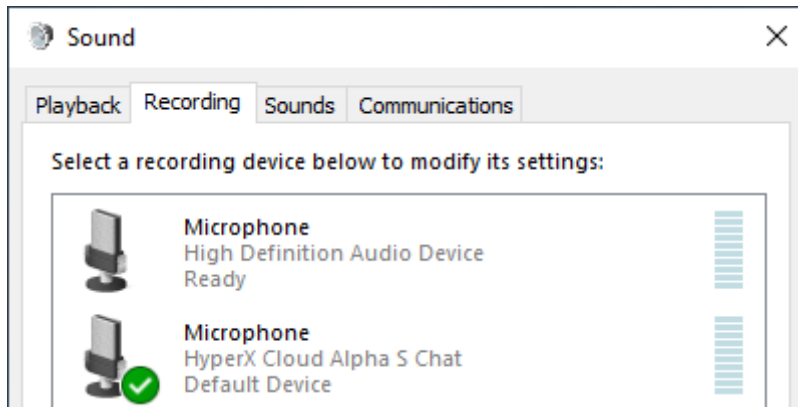 Sound
Playback Recording Sounds Communications
Select a recording device below to modify its settings:
Microphone
High Definition Audio Device
Ready
Microphone
HyperX Cloud Alpha S Chat
Default Device